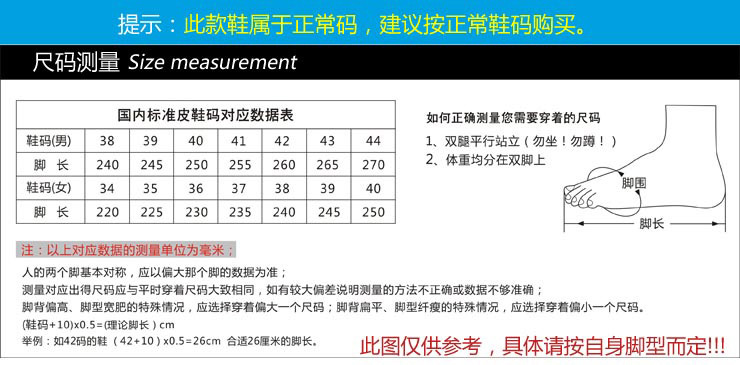 提示：此款鞋属于正常码，建议按正常鞋码购买。
尺码测量 Size measurement
国内标准皮鞋码对应数据表
鞋码(男) 38 39 40 41 42 43 44
脚 长 240 245 250 255 260 265 270
鞋码(女) 34 35 36 37 38 39 40
脚 长 220 225 230 235 240 245 250
如何正确测量您需要穿着的尺码
1、双腿平行站立（勿坐！勿蹲！）
2、体重均分在双脚上
脚围
脚长
注：以上对应数据的测量单位为毫米；
人的两个脚基本对称，应以偏大那个脚的数据为准；
测量对应出得尺码应与平时穿着尺码大致相同，如有较大偏差说明测量的方法不正确或数据不够准确；
脚背偏高、脚型宽肥的特殊情况，应选择穿着偏大一个尺码；脚背扁平、脚型纤瘦的特殊情况，应选择穿着偏小一个尺码。
(鞋码+10)x0.5=(理论脚长）cm
举例：如42码的鞋（42+10）x0.5=26cm 合适26厘米的脚长。
此图仅供参考，具体请按自身脚型而定!!!